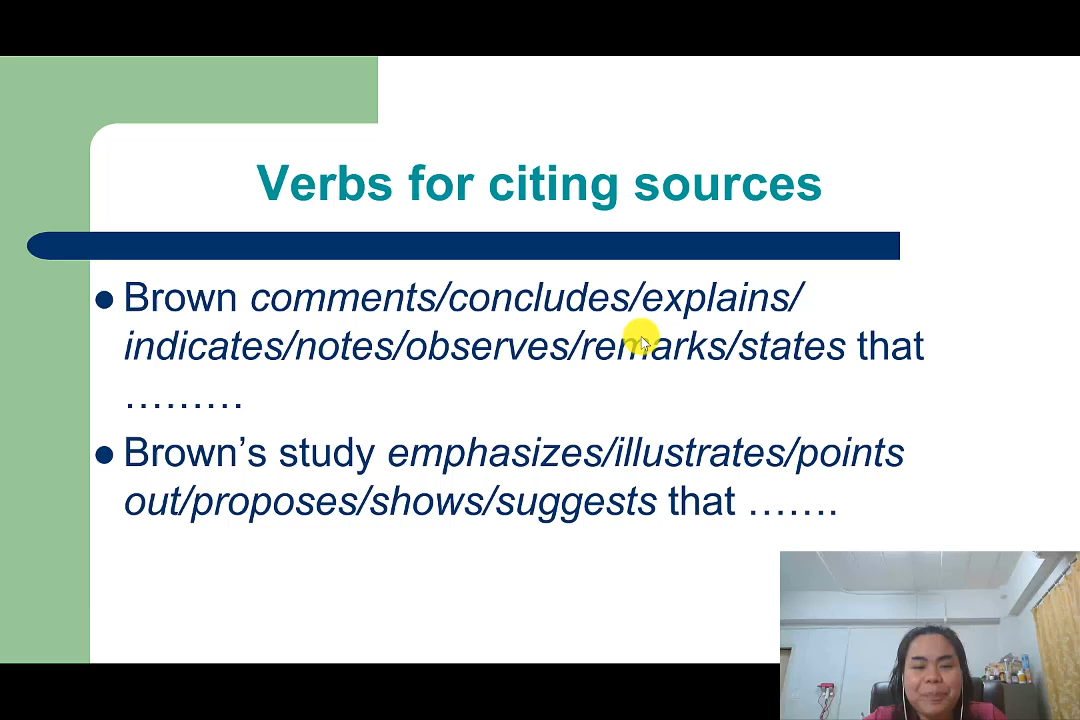 Verbs for citing sources
Brown comments/concludes/explains/
indicates/notes/observes/remarks/states that
………
Brown’s study emphasizes/illustrates/points
out/proposes/shows/suggests that …….